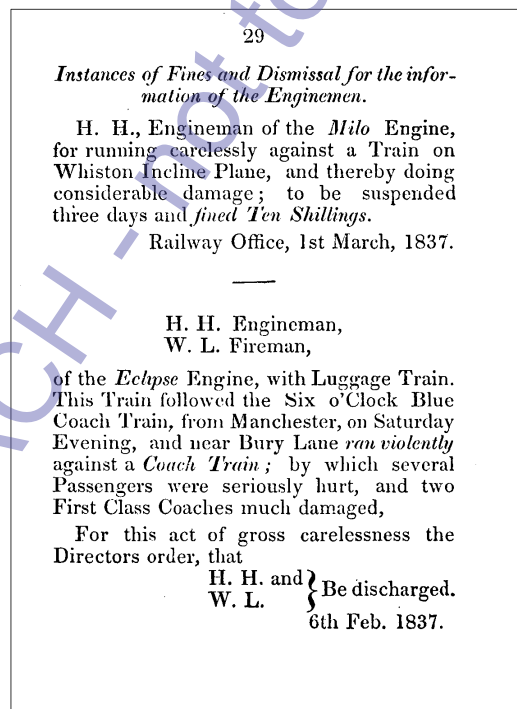 29
Instances of Fines and Dismissal for the infor-
mation of the Enginemen.
H. H., Engineman of the Milo Engine,
for running carelessly against a Train on
Whiston Incline Plane, and thereby doing
considerable damage; to be suspended
three days and fined Ten Shillings.
Railway Office, 1st March, 1837.
H. H. Engineman,
W. L. Fireman,
of the Eclipse Engine, with Luggage Train.
This Train followed the Six o'Clock Blue
Coach Train, from Manchester, on Saturday
Evening, and near Bury Lane ran violently
against a Coach Train; by which several
Passengers were seriously hurt, and two
First Class Coaches much damaged,
For this act of gross carelessness the
Directors order, that
H. H. and
W. L. } Be discharged.
6th Feb. 1837.
CH - not to